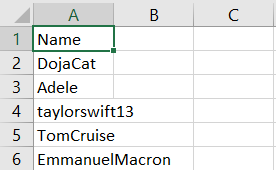 A B C
1 Name
2 DojaCat
3 Adele
4 taylorswift13
5 TomCruise
6 EmmanuelMacron